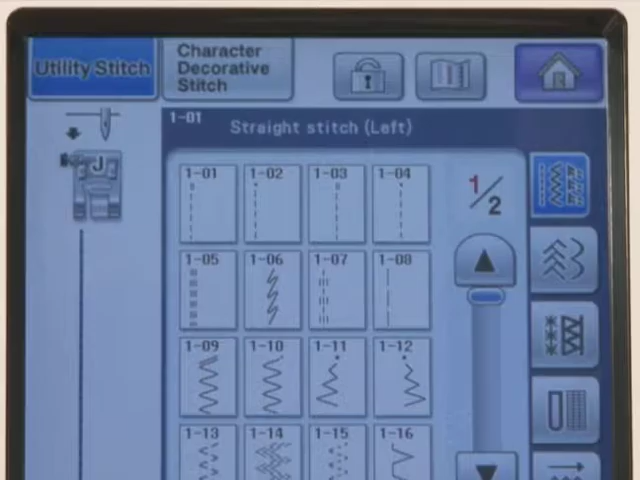 Utility Stitch
Character
Decorative
Stitch
1-01
Straight stitch (Left)
J
1-01 1-02 1-03 1-04
1/2
1-05 1-06 1-07 1-08
1-09 1-10 1-11 1-12
1-13 1-14 1-15 1-16